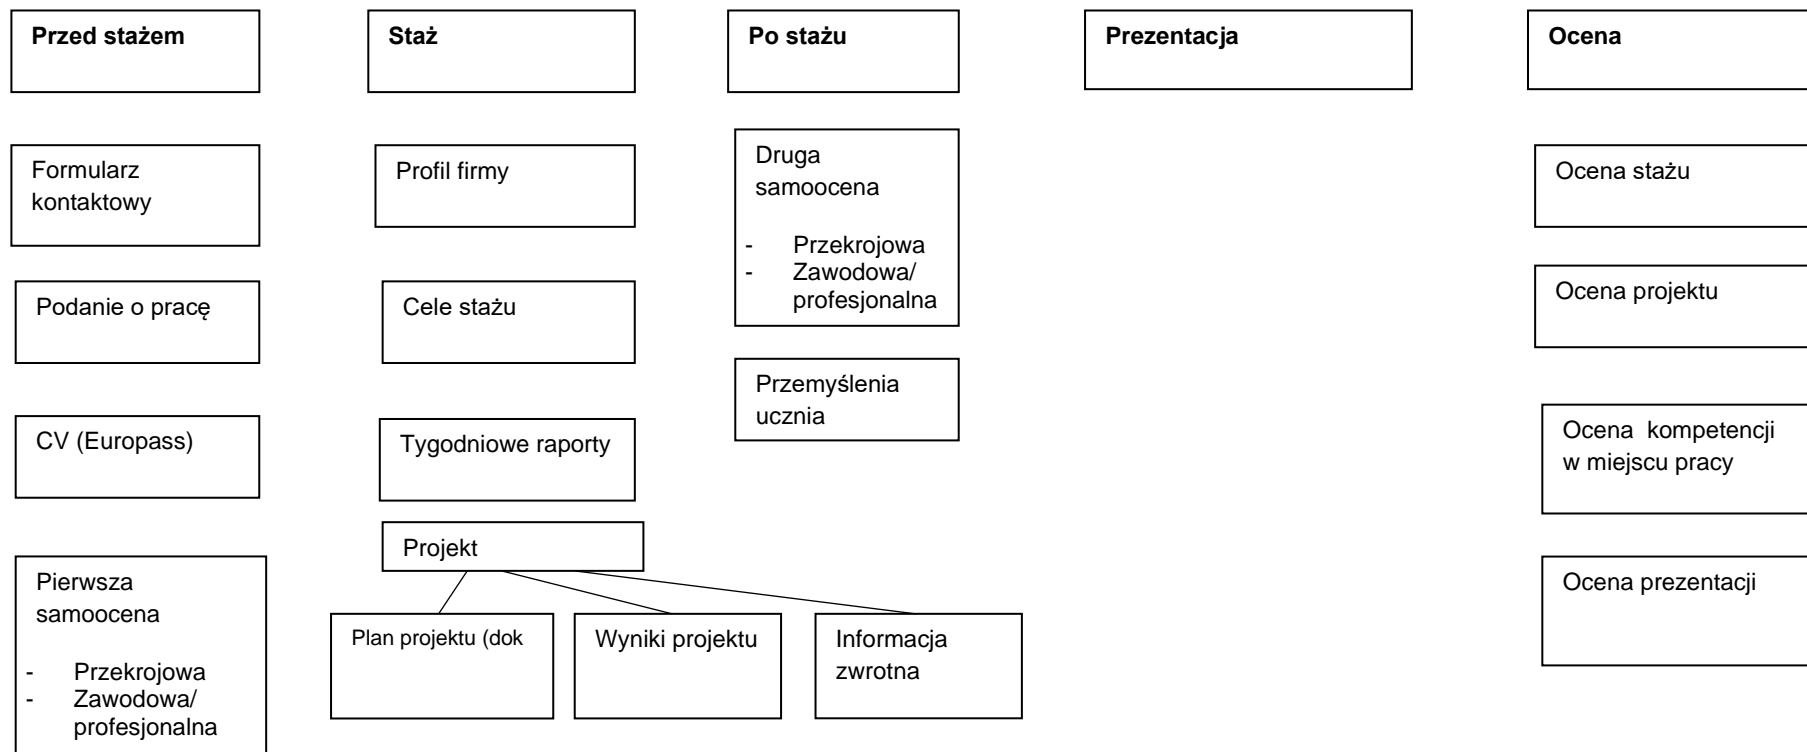 Przed stażem
Staż
Po stażu
Prezentacja
Ocena
Formularz
kontaktowy
Podanie o pracę
CV (Europass)
Pierwsza
samoocena
- Przekrojowa
- Zawodowa/
profesjonalna
Profil firmy
Cele stażu
Tygodniowe raporty
Projekt
Plan projektu (dok
Wyniki projektu
Informacja
zwrotna
Druga
samoocena
- Przekrojowa
- Zawodowa/
profesjonalna
Przemyślenia
ucznia
Ocena stażu
Ocena projektu
Ocena  kompetencji
w miejscu pracy
Ocena prezentacji